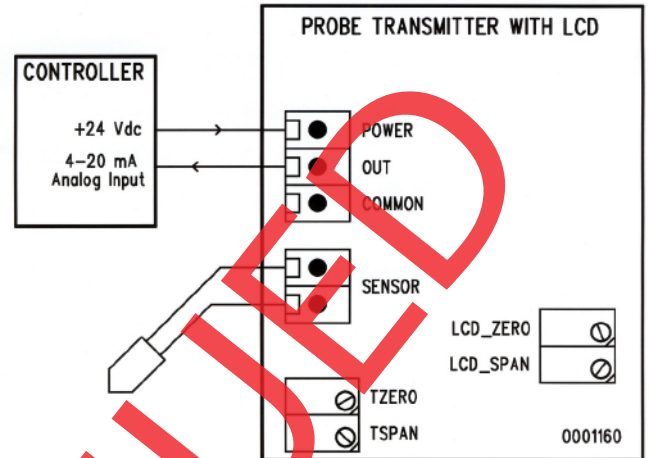 PROBE TRANSMITTER WITH LCD
CONTROLLER
+24 Vdc
4-20 mA
Analog Input
POWER
OUT
COMMON
SENSOR
LCD_ZERO
LCD_SPAN
TZERO
TSPAN
0001160